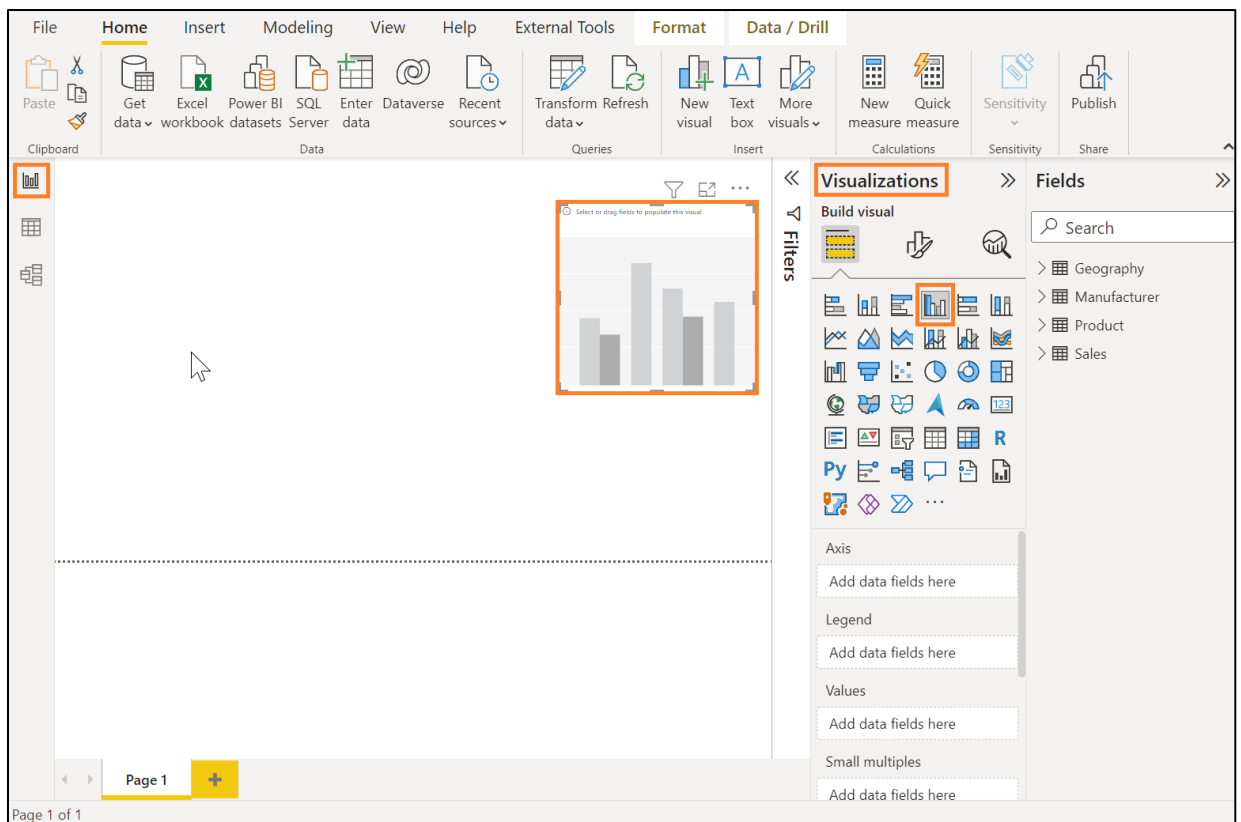 File Home Insert Modeling View Help External Tools Format Data / Drill
Paste
Get data
Excel workbook
Power BI datasets
SQL Server
Enter data
Dataverse
Recent sources
Transform data
Refresh
New visual
Text box
More visuals
New measure
Quick measure
Sensitivity
Publish
Clipboard Data Queries Insert Calculations Sensitivity Share
Select or drag fields to populate this visual
Filters
Visualizations
Build visual
123
R
Py
Axis
Add data fields here
Legend
Add data fields here
Values
Add data fields here
Small multiples
Add data fields here
Fields
Search
Geography
Manufacturer
Product
Sales
Page 1
Page 1 of 1